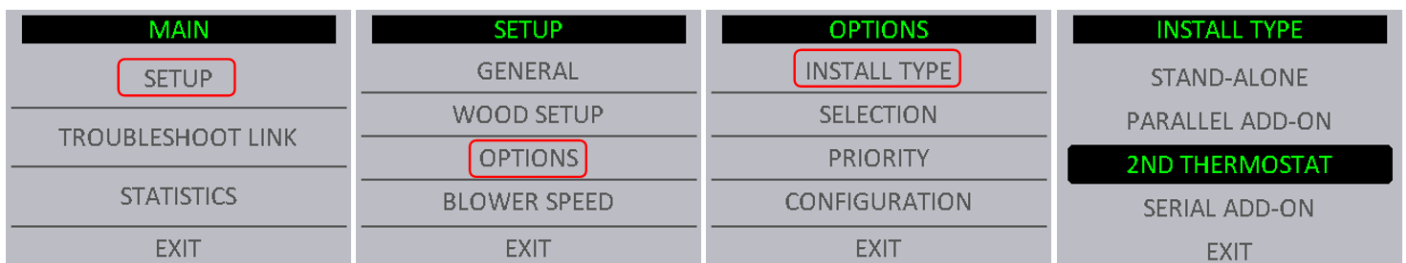 MAIN
SETUP
TROUBLESHOOT LINK
STATISTICS
EXIT
SETUP
GENERAL
WOOD SETUP
OPTIONS
BLOWER SPEED
EXIT
OPTIONS
INSTALL TYPE
SELECTION
PRIORITY
CONFIGURATION
EXIT
INSTALL TYPE
STAND-ALONE
PARALLEL ADD-ON
2ND THERMOSTAT
SERIAL ADD-ON
EXIT